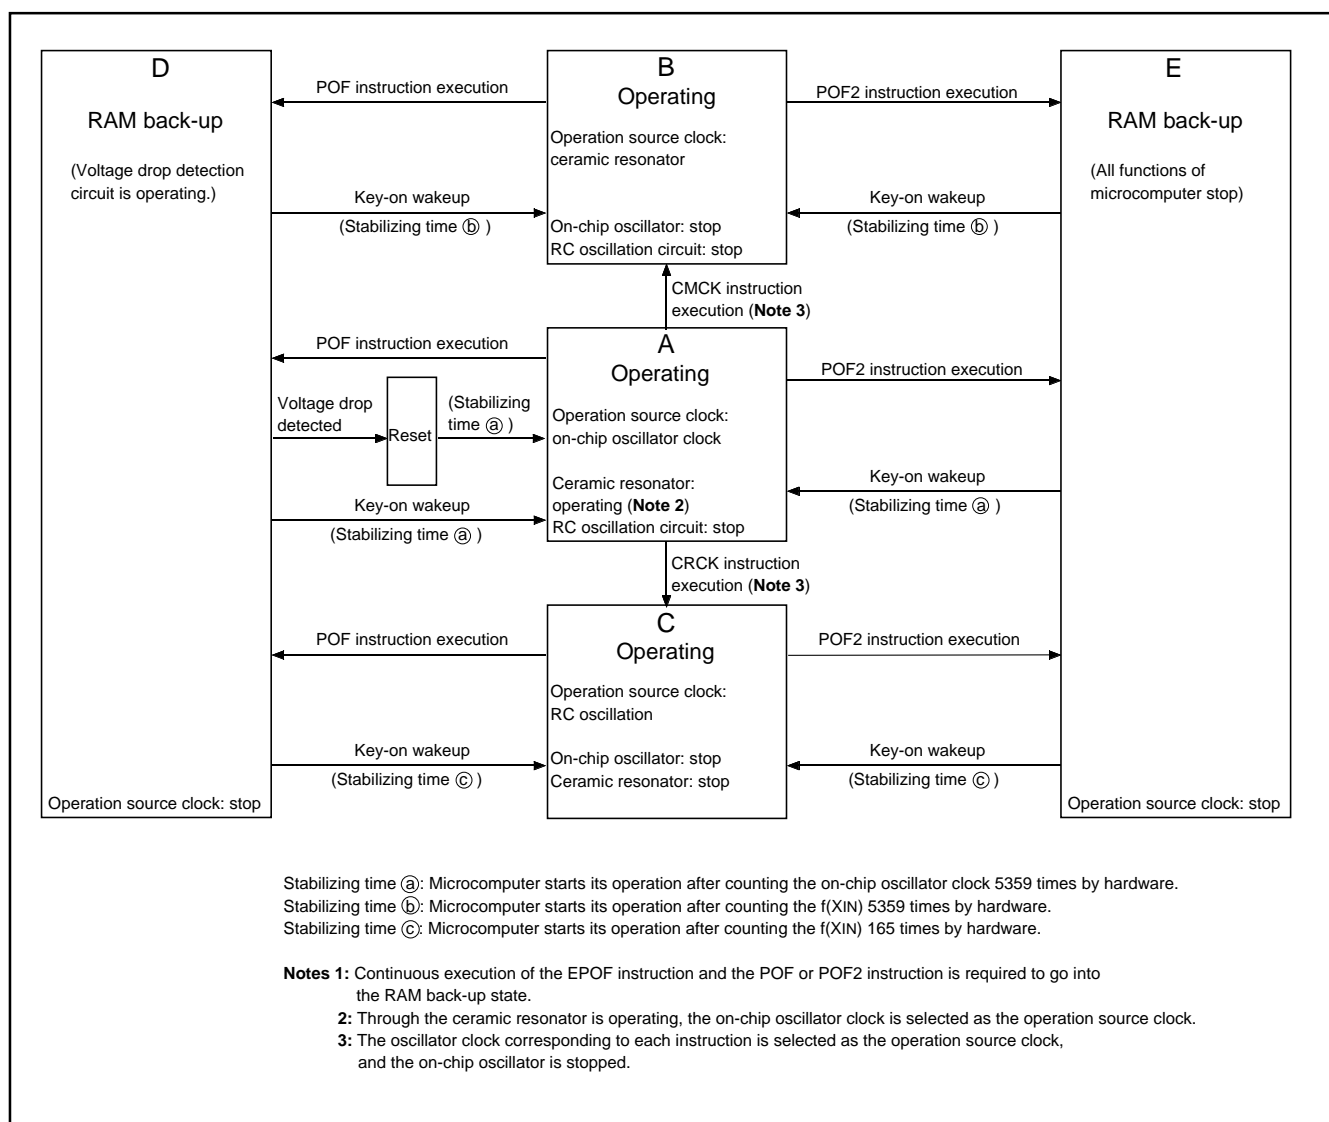 D
RAM back-up
(Voltage drop detection
circuit is operating.)
Operation source clock: stop
POF instruction execution
Key-on wakeup
(Stabilizing time ⓑ )
B
Operating
Operation source clock:
ceramic resonator
On-chip oscillator: stop
RC oscillation circuit: stop
POF2 instruction execution
Key-on wakeup
(Stabilizing time ⓑ )
E
RAM back-up
(All functions of
microcomputer stop)
Operation source clock: stop
CMCK instruction
execution (Note 3)
POF instruction execution
Voltage drop
detected
Reset
(Stabilizing
time ⓐ )
Key-on wakeup
(Stabilizing time ⓐ )
A
Operating
Operation source clock:
on-chip oscillator clock
Ceramic resonator:
operating (Note 2)
RC oscillation circuit: stop
POF2 instruction execution
Key-on wakeup
(Stabilizing time ⓐ )
CRCK instruction
execution (Note 3)
POF instruction execution
Key-on wakeup
(Stabilizing time ⓒ )
C
Operating
Operation source clock:
RC oscillation
On-chip oscillator: stop
Ceramic resonator: stop
POF2 instruction execution
Key-on wakeup
(Stabilizing time ⓒ )
Stabilizing time ⓐ: Microcomputer starts its operation after counting the on-chip oscillator clock 5359 times by hardware.
Stabilizing time ⓑ: Microcomputer starts its operation after counting the f(XIN) 5359 times by hardware.
Stabilizing time ⓒ: Microcomputer starts its operation after counting the f(XIN) 165 times by hardware.
Notes 1: Continuous execution of the EPOF instruction and the POF or POF2 instruction is required to go into
the RAM back-up state.
2: Through the ceramic resonator is operating, the on-chip oscillator clock is selected as the operation source clock.
3: The oscillator clock corresponding to each instruction is selected as the operation source clock,
and the on-chip oscillator is stopped.